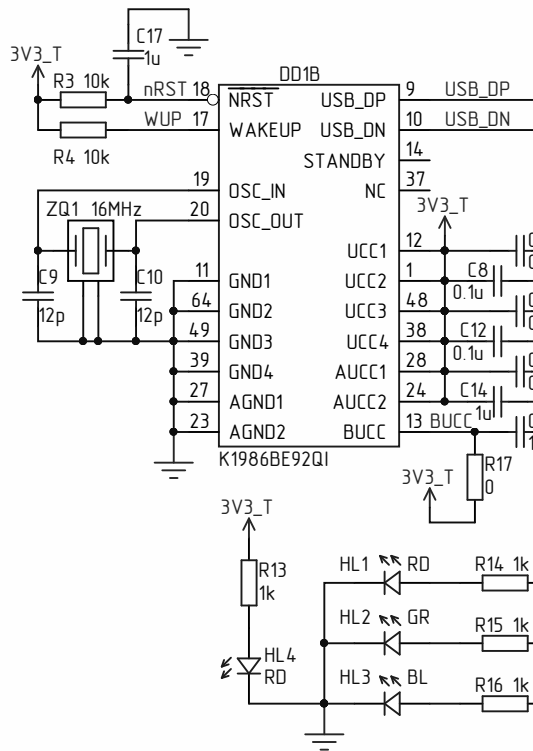 C17
1u
3V3_T
R3 10k
nRST 18
DD1B
NRST
USB_DP
9 USB_DP
WUP 17
WAKEUP
USB_DN
10 USB_DN
R4 10k
STANDBY
14
19
OSC_IN
NC
37
ZQ1 16MHz
20
OSC_OUT
3V3_T
UCC1
12
C9
C10
11
GND1
UCC2
1
C8
0.1u
12p
12p
64
GND2
UCC3
48
49
GND3
UCC4
38
C12
0.1u
39
GND4
AUCC1
28
27
AGND1
AUCC2
24
C14
1u
23
AGND2
BUCC
13 BUCC
K1986BE92QI
R17
0
3V3_T
3V3_T
R13
1k
HL1
RD
R14 1k
HL2
GR
R15 1k
HL4
RD
HL3
BL
R16 1k